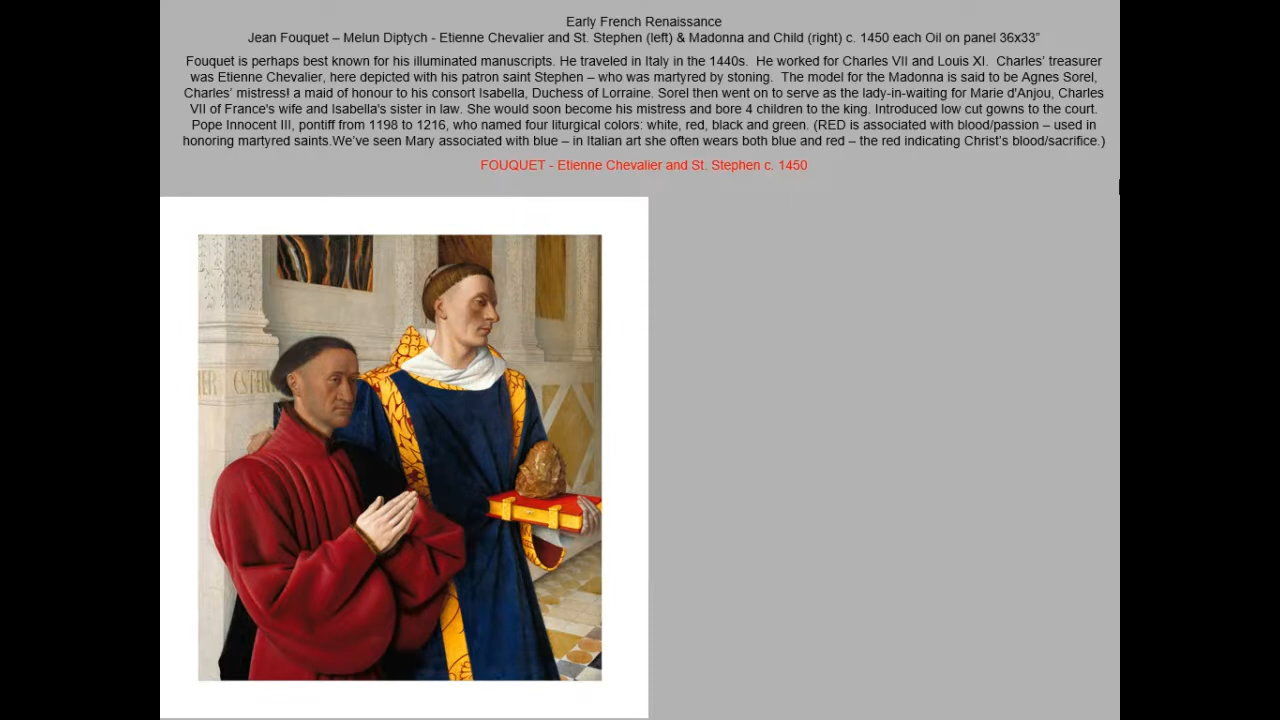 Early French Renaissance
Jean Fouquet – Melun Diptych - Etienne Chevalier and St. Stephen (left) & Madonna and Child (right) c. 1450 each Oil on panel 36x33”
Fouquet is perhaps best known for his illuminated manuscripts. He traveled in Italy in the 1440s.  He worked for Charles VII and Louis XI.  Charles’ treasurer
was Etienne Chevalier, here depicted with his patron saint Stephen – who was martyred by stoning.  The model for the Madonna is said to be Agnes Sorel,
Charles’ mistress! a maid of honour to his consort Isabella, Duchess of Lorraine. Sorel then went on to serve as the lady-in-waiting for Marie d'Anjou, Charles
VII of France's wife and Isabella's sister in law. She would soon become his mistress and bore 4 children to the king. Introduced low cut gowns to the court.
Pope Innocent III, pontiff from 1198 to 1216, who named four liturgical colors: white, red, black and green. (RED is associated with blood/passion – used in
honoring martyred saints.We’ve seen Mary associated with blue – in Italian art she often wears both blue and red – the red indicating Christ’s blood/sacrifice.)
FOUQUET - Etienne Chevalier and St. Stephen c. 1450
IER ESTIEN